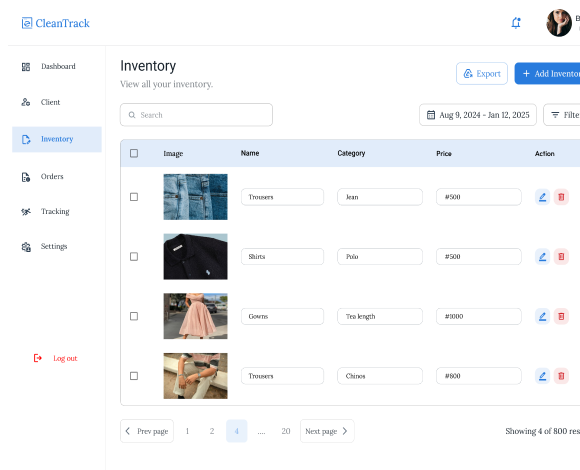 CleanTrack
B
Dashboard
Client
Inventory
Orders
Tracking
Settings
Log out
Inventory
View all your inventory.
Export
+ Add Inventor
Search
Aug 9, 2024 - Jan 12, 2025
Filte
Image Name Category Price Action
Trousers Jean #500
Shirts Polo #500
Gowns Tea length #1000
Trousers Chinos #800
Prev page 1 2 4 .... 20 Next page
Showing 4 of 800 res